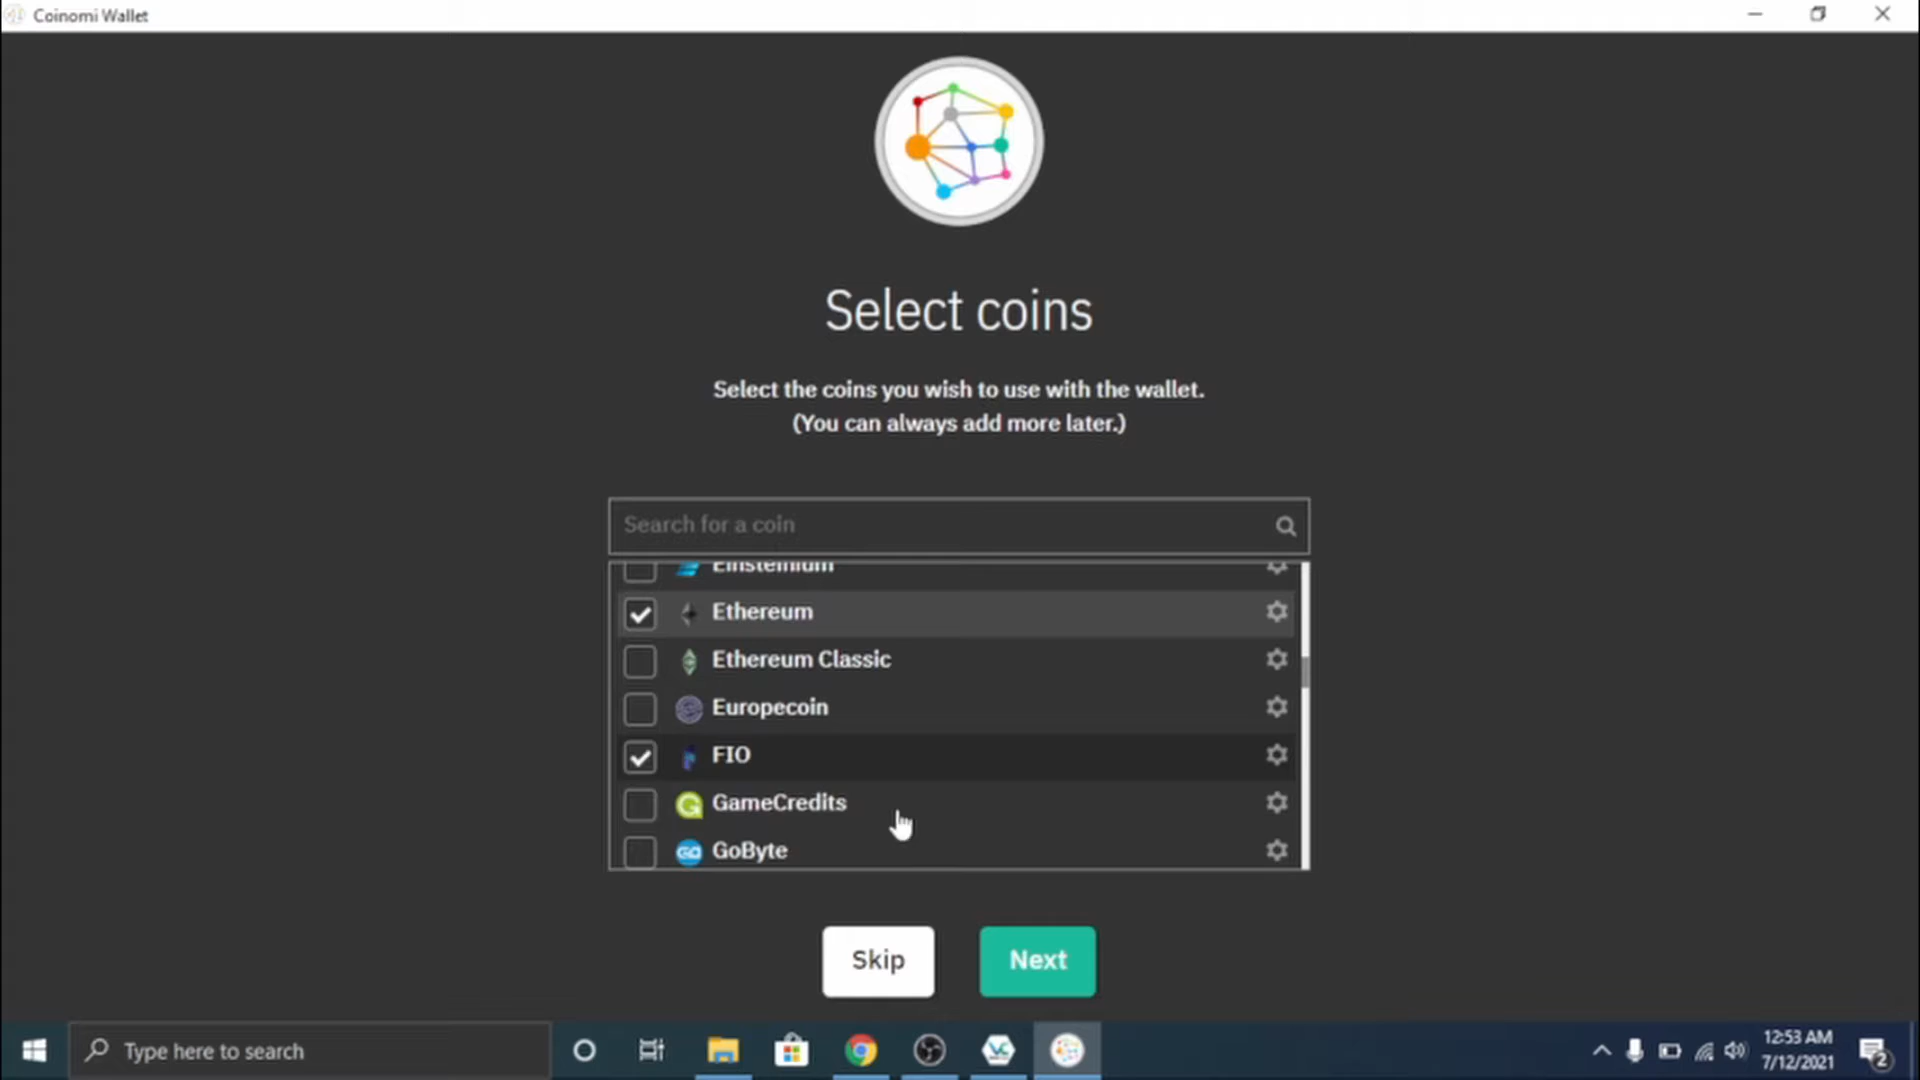 Coinomi Wallet
Select coins
Select the coins you wish to use with the wallet.
(You can always add more later.)
Search for a coin
Einsteinium
Ethereum
Ethereum Classic
Europecoin
FIO
GameCredits
GoByte
Skip
Next
Type here to search
12:53 AM
7/12/2021
2